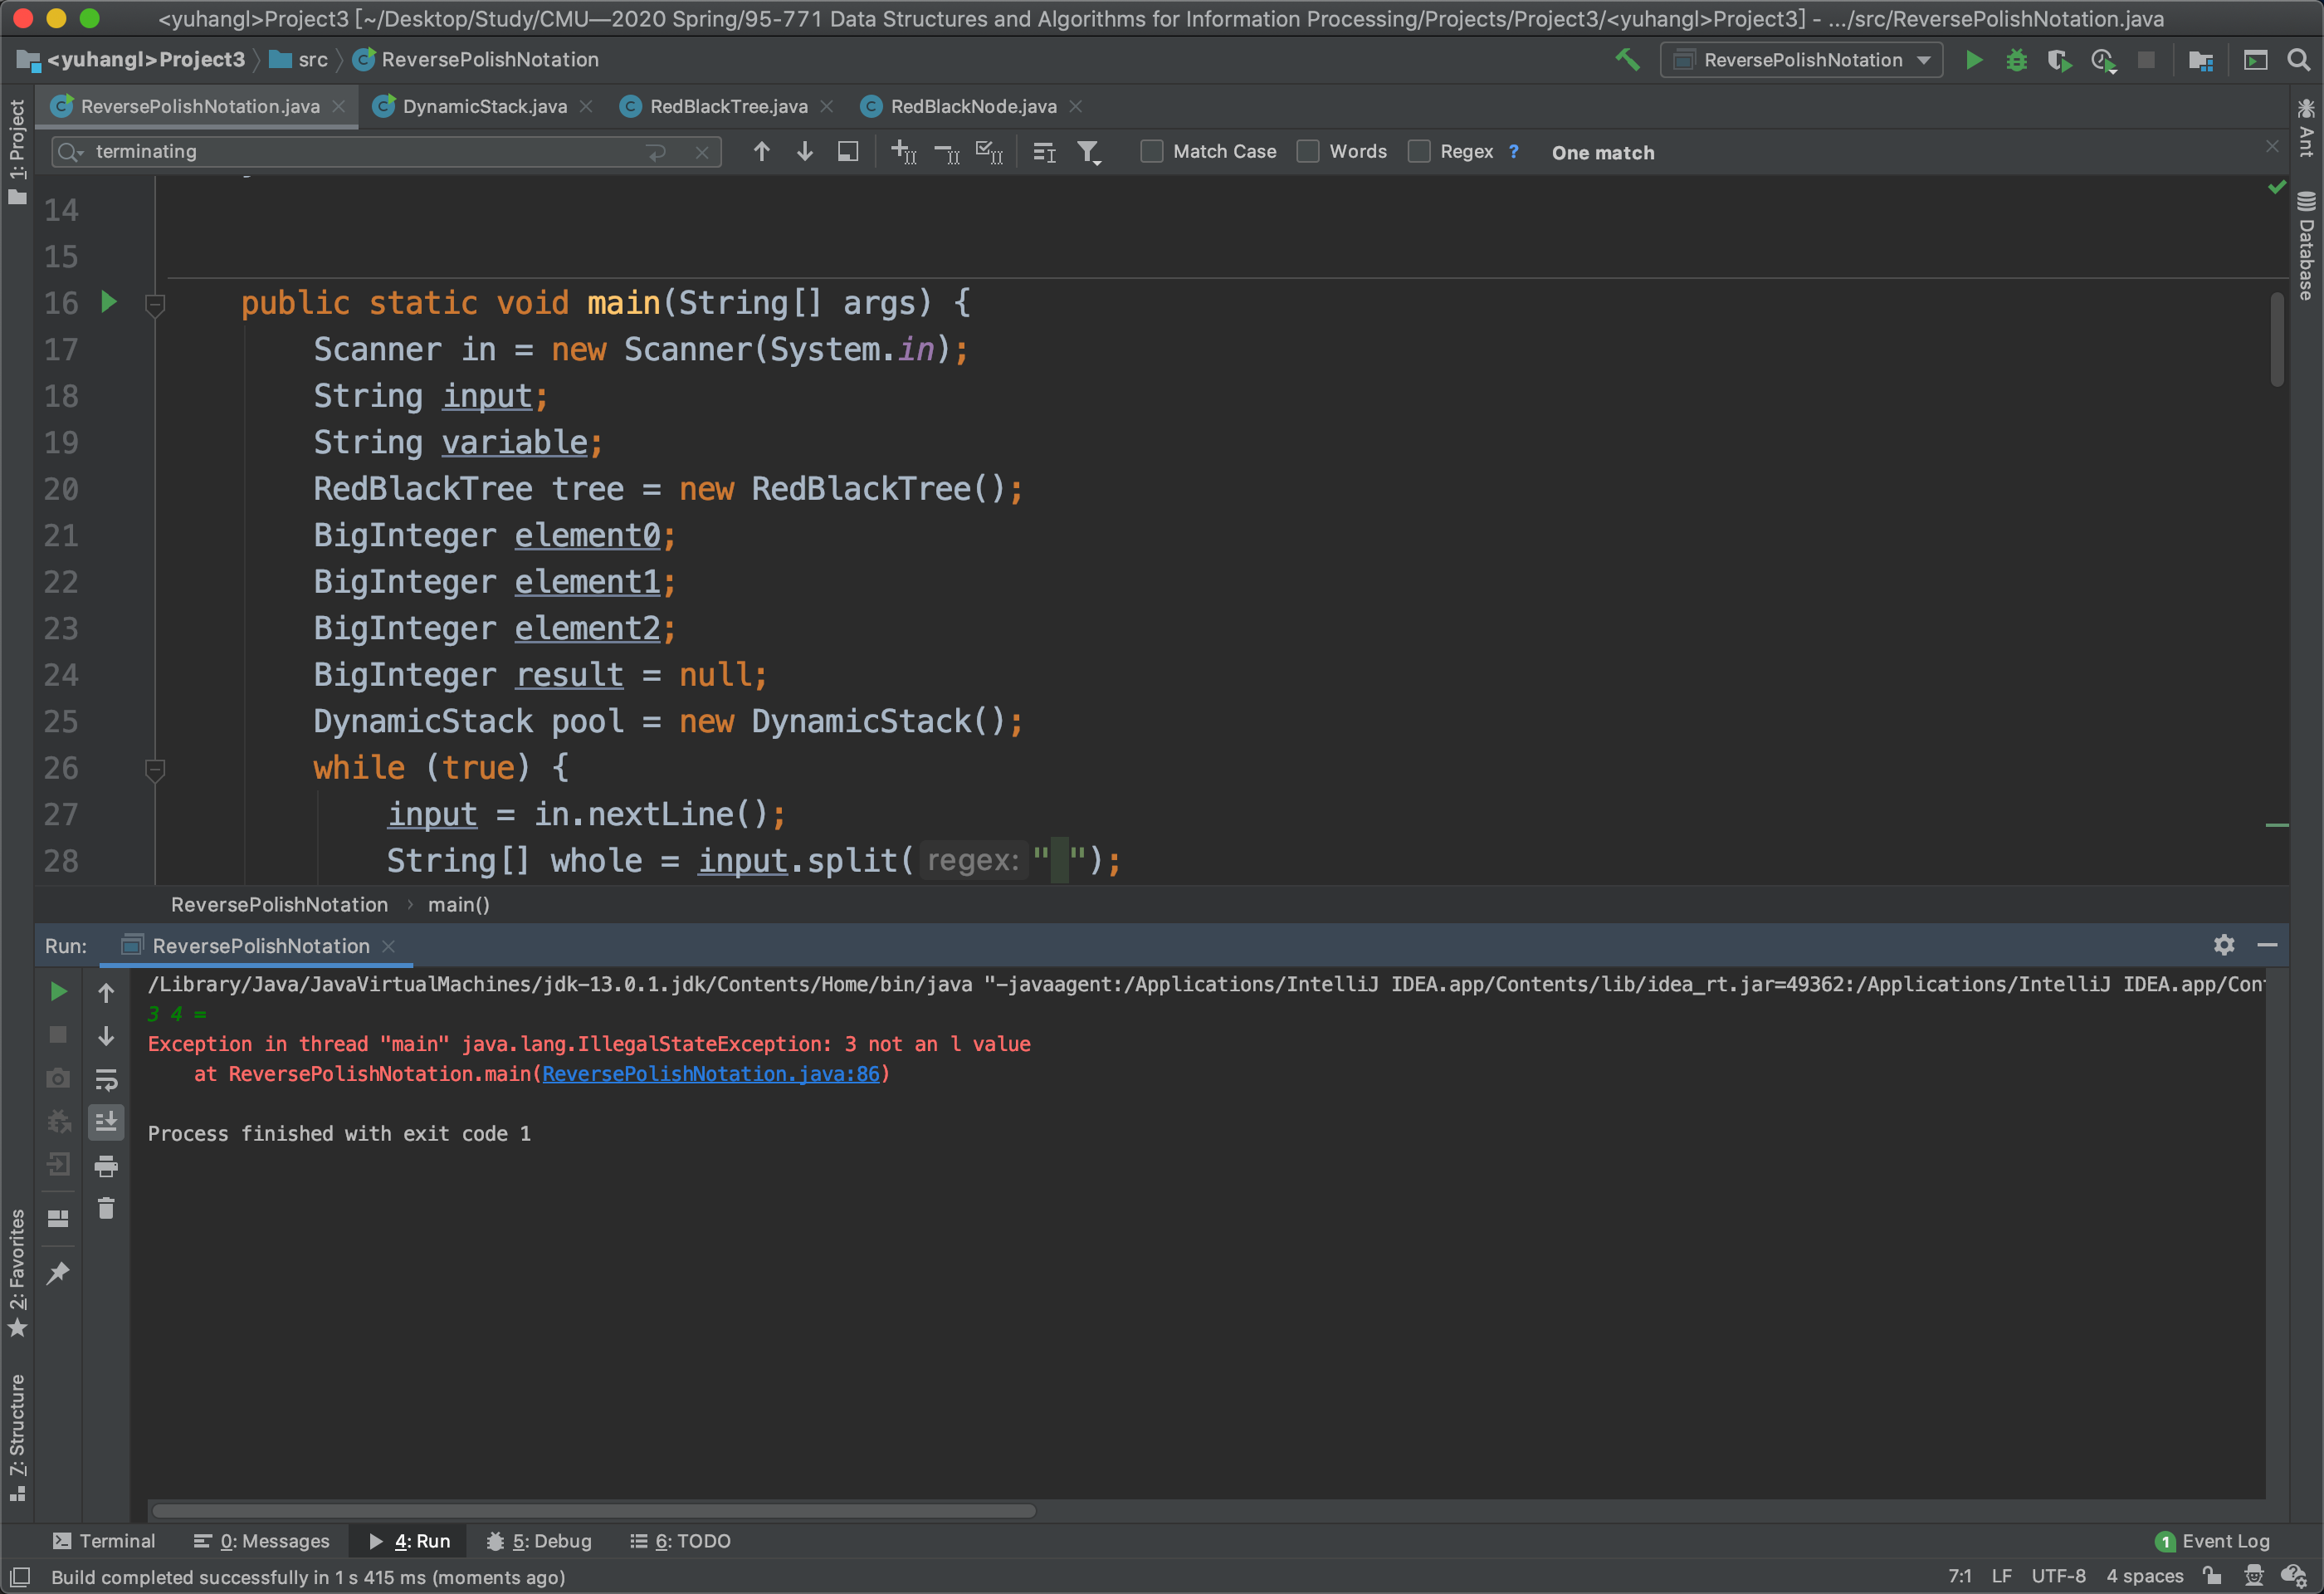 <yuhangl>Project3 [~/Desktop/Study/CMU—2020 Spring/95-771 Data Structures and Algorithms for Information Processing/Projects/Project3/<yuhangl>Project3] - .../src/ReversePolishNotation.java
<yuhangl>Project3 src ReversePolishNotation ReversePolishNotation
ReversePolishNotation.java DynamicStack.java RedBlackTree.java RedBlackNode.java
terminating Match Case Words Regex ? One match
1: Project
Ant
Database
14
15
16 public static void main(String[] args) {
17 Scanner in = new Scanner(System.in);
18 String input;
19 String variable;
20 RedBlackTree tree = new RedBlackTree();
21 BigInteger element0;
22 BigInteger element1;
23 BigInteger element2;
24 BigInteger result = null;
25 DynamicStack pool = new DynamicStack();
26 while (true) {
27 input = in.nextLine();
28 String[] whole = input.split( regex: " ");
ReversePolishNotation main()
Run: ReversePolishNotation
/Library/Java/JavaVirtualMachines/jdk-13.0.1.jdk/Contents/Home/bin/java "-javaagent:/Applications/IntelliJ IDEA.app/Contents/lib/idea_rt.jar=49362:/Applications/IntelliJ IDEA.app/Con
3 4 =
Exception in thread "main" java.lang.IllegalStateException: 3 not an l value
at ReversePolishNotation.main(ReversePolishNotation.java:86)
Process finished with exit code 1
2: Favorites
Z: Structure
Terminal 0: Messages 4: Run 5: Debug 6: TODO 1 Event Log
Build completed successfully in 1 s 415 ms (moments ago) 7:1 LF UTF-8 4 spaces